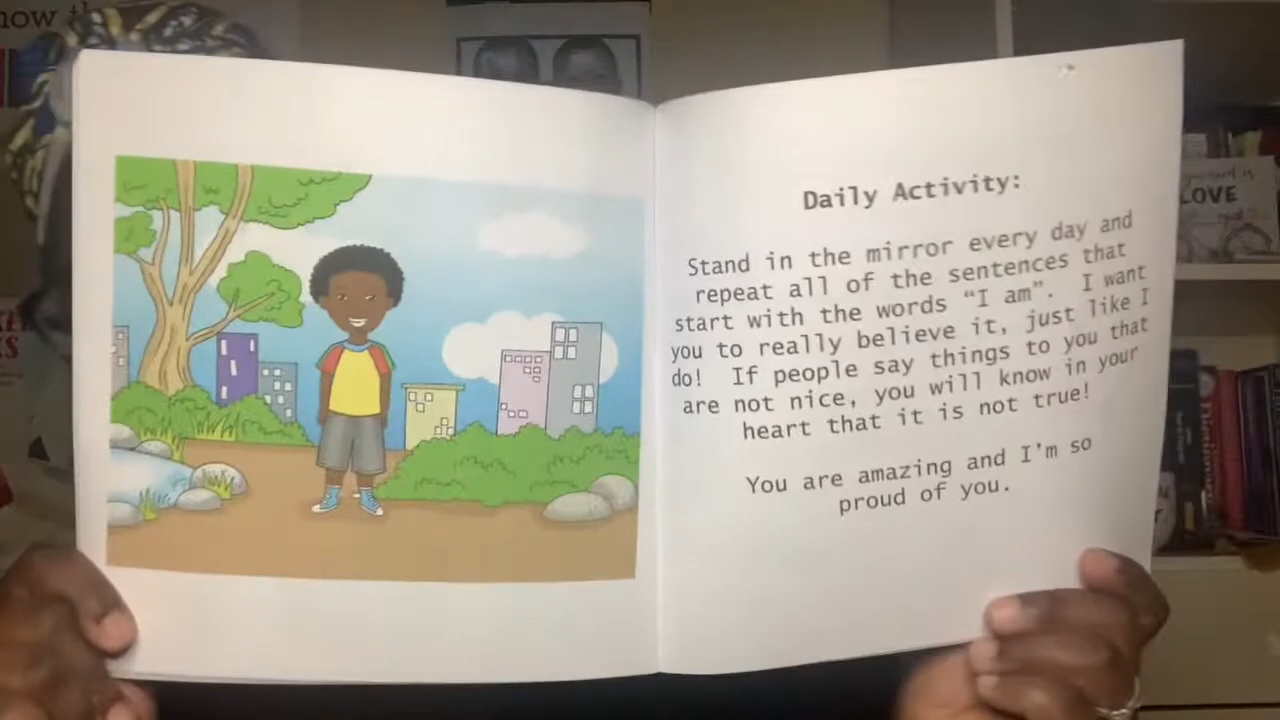 now th
Daily Activity:
Stand in the mirror every day and
repeat all of the sentences that
start with the words “I am”. I want
you to really believe it, just like I
do! If people say things to you that
are not nice, you will know in your
heart that it is not true!
You are amazing and I’m so
proud of you.
LOVE